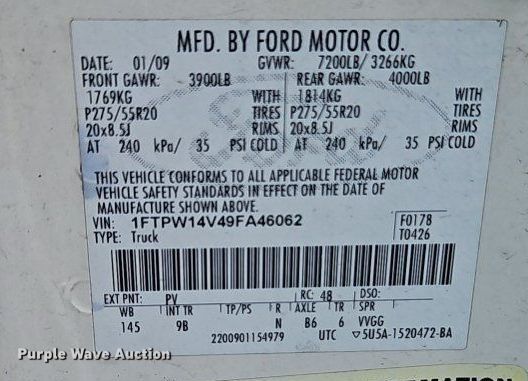 MFD. BY FORD MOTOR CO.
DATE: 01/09 GVWR: 7200LB/ 3266KG
FRONT GAWR: 3900LB REAR GAWR: 4000LB
1769KG WITH 1814KG WITH
P275/55R20 TIRES P275/55R20 TIRES
20x8.5J RIMS 20x8.5J RIMS
AT 240 kPa/ 35 PSI COLD AT 240 kPa/ 35 PSI COLD
THIS VEHICLE CONFORMS TO ALL APPLICABLE FEDERAL MOTOR
VEHICLE SAFETY STANDARDS IN EFFECT ON THE DATE OF
MANUFACTURE SHOWN ABOVE.
VIN: 1FTPW14V49FA46062 F0178
TYPE: Truck T0426
EXT PNT: PV RC: 48 DSO:
WB INT TR TP/PS R AXLE TR SPR
145 9B N B6 6 VVGG
2200901154979 UTC ▽5U5A-1520472-BA
Purple Wave Auction